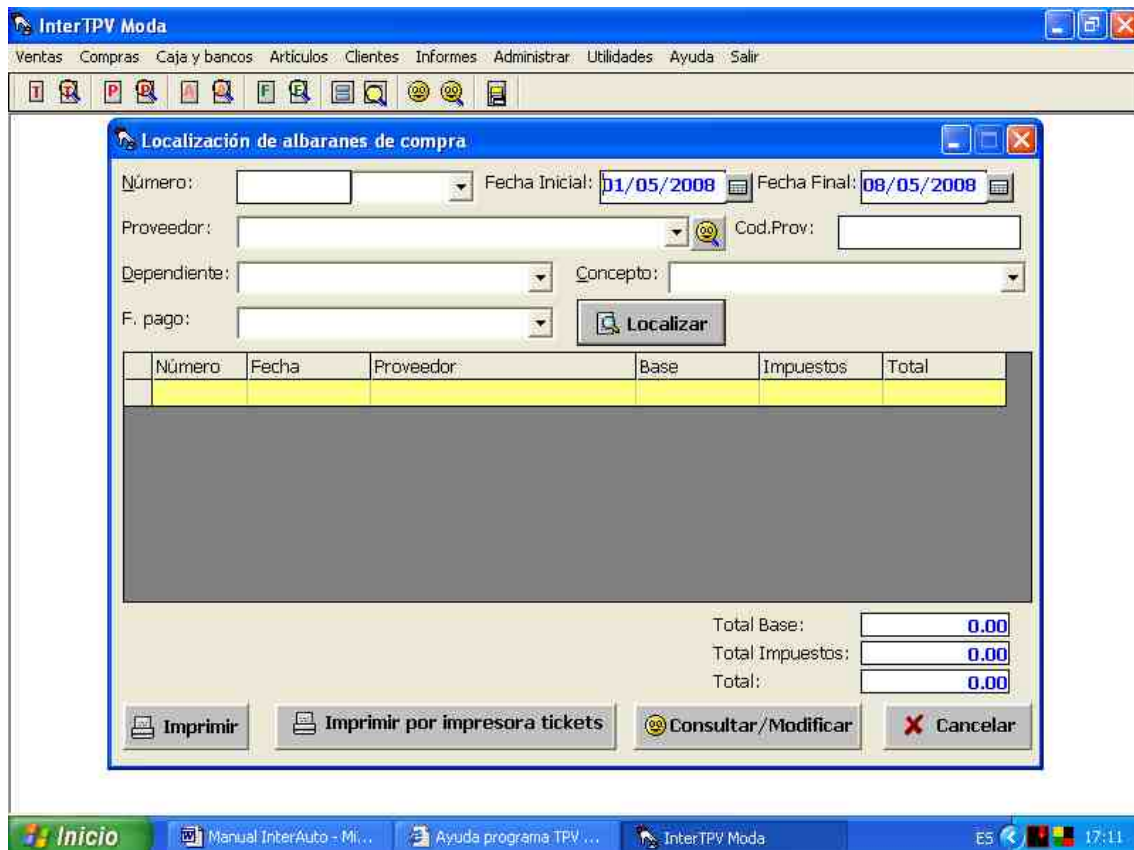 InterTPV Moda
Ventas Compras Caja y bancos Artículos Clientes Informes Administrar Utilidades Ayuda Salir
T T P P A A F F
Localización de albaranes de compra
Número: Fecha Inicial: 01/05/2008 Fecha Final: 08/05/2008
Proveedor: Cod.Prov:
Dependiente: Concepto:
F. pago: Localizar
Número Fecha Proveedor Base Impuestos Total
Total Base: 0.00
Total Impuestos: 0.00
Total: 0.00
Imprimir Imprimir por impresora tickets Consultar/Modificar Cancelar
Inicio Manual InterAuto - Mi... Ayuda programa TPV ... InterTPV Moda ES 17:11